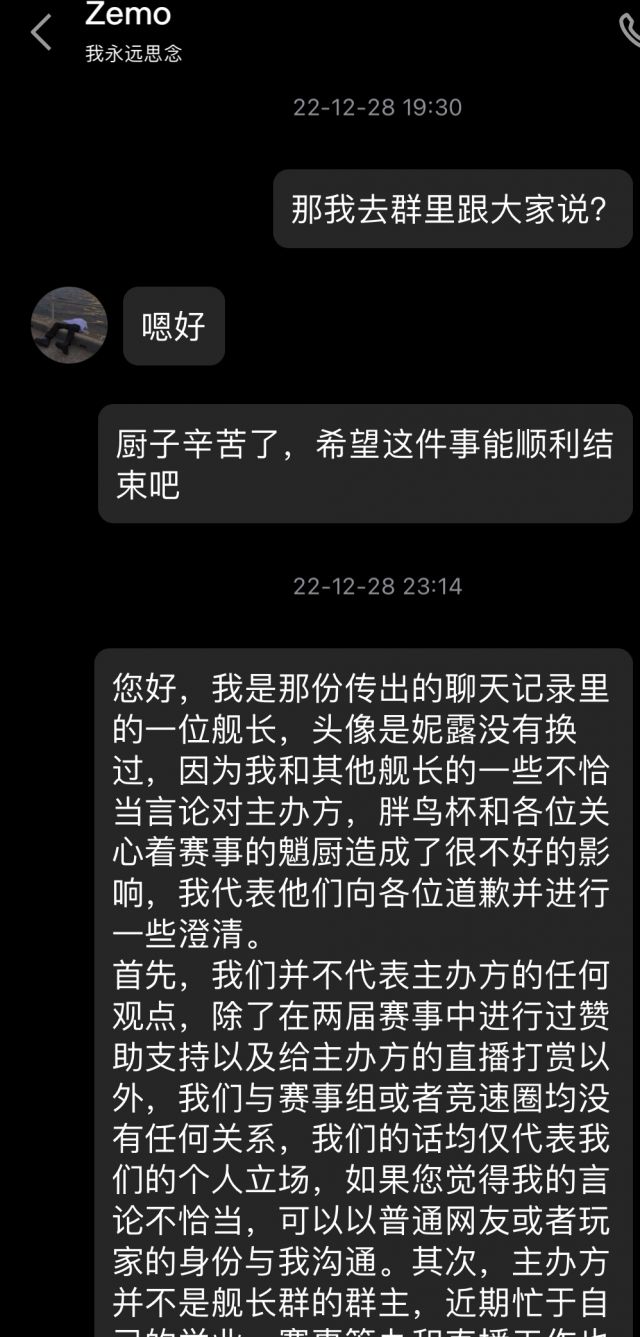 Zemo
我永远思念
22-12-28 19:30
那我去群里跟大家说?
嗯好
厨子辛苦了，希望这件事能顺利结
束吧
22-12-28 23:14
您好，我是那份传出的聊天记录里
的一位舰长，头像是妮露没有换
过，因为我和其他舰长的一些不恰
当言论对主办方，胖鸟杯和各位关
心着赛事的魈厨造成了很不好的影
响，我代表他们向各位道歉并进行
一些澄清。
首先，我们并不代表主办方的任何
观点，除了在两届赛事中进行过赞
助支持以及给主办方的直播打赏以
外，我们与赛事组或者竞速圈均没
有任何关系，我们的话均仅代表我
们的个人立场，如果您觉得我的言
论不恰当，可以以普通网友或者玩
家的身份与我沟通。其次，主办方
并不是舰长群的群主，近期忙于自